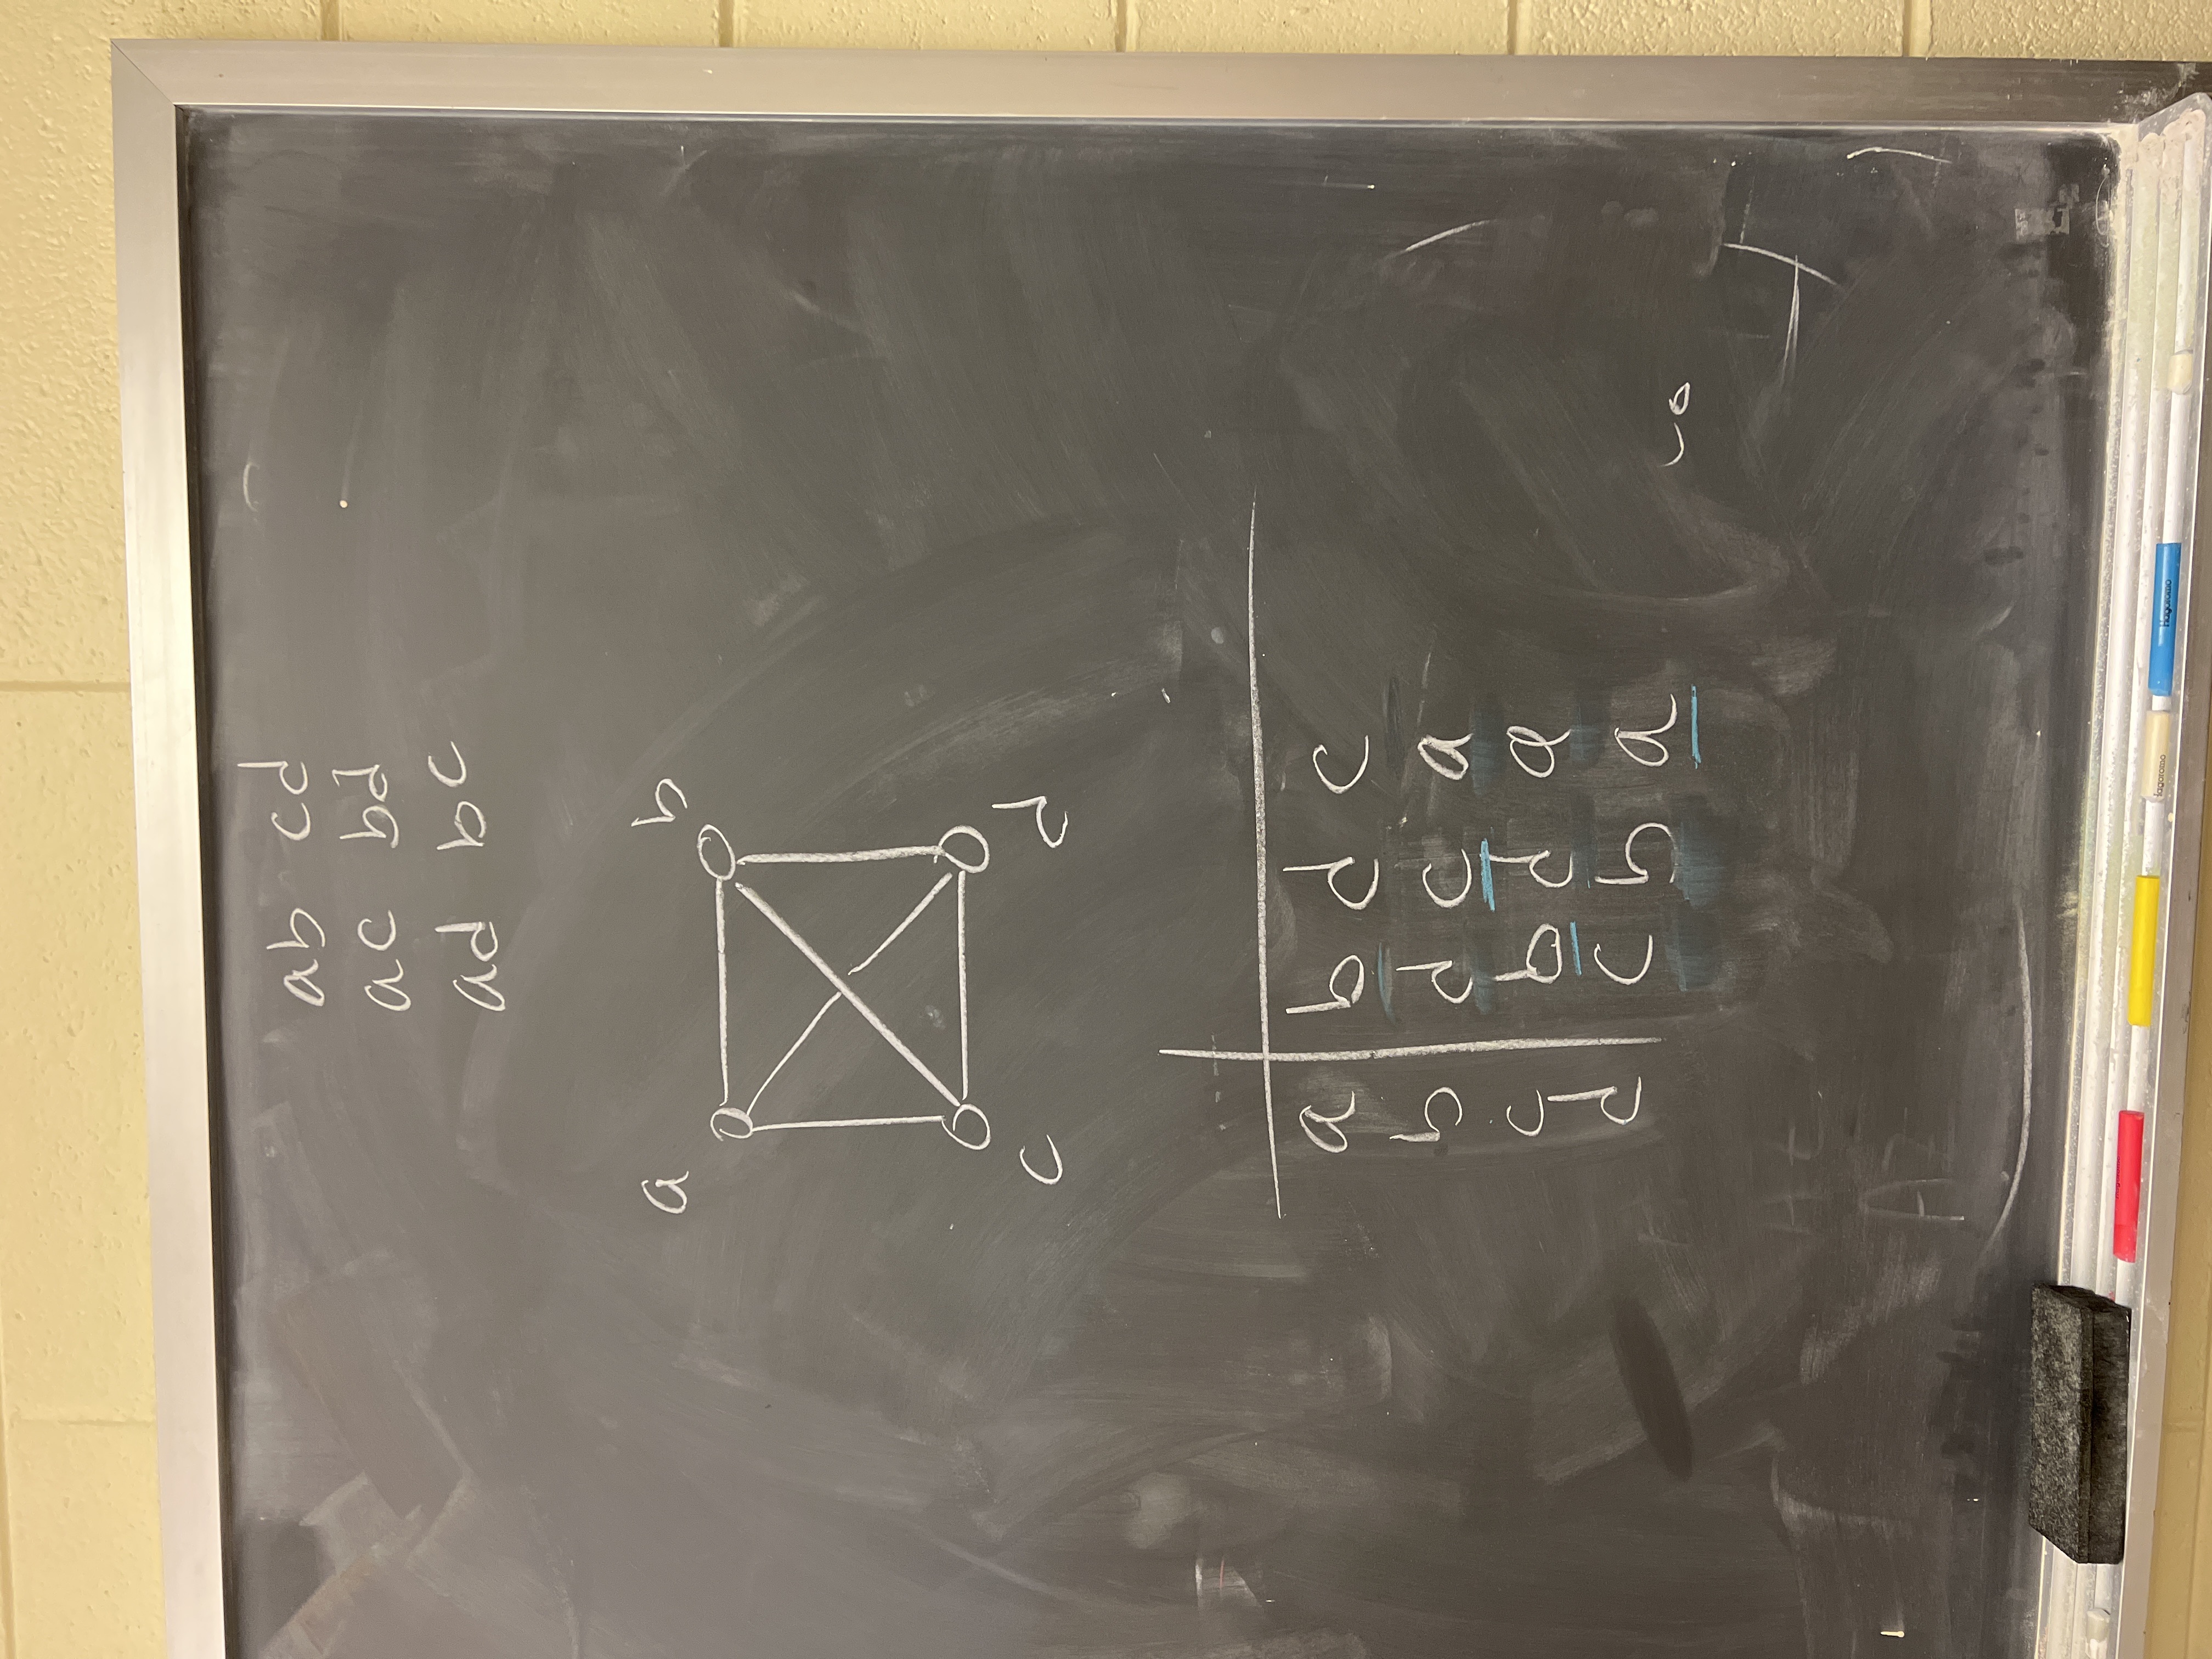 ab cd
ac bd
ad bc
a b
c d
a b d c
b d c a
c b d a
d c b a
Hagoromo
Hagoromo